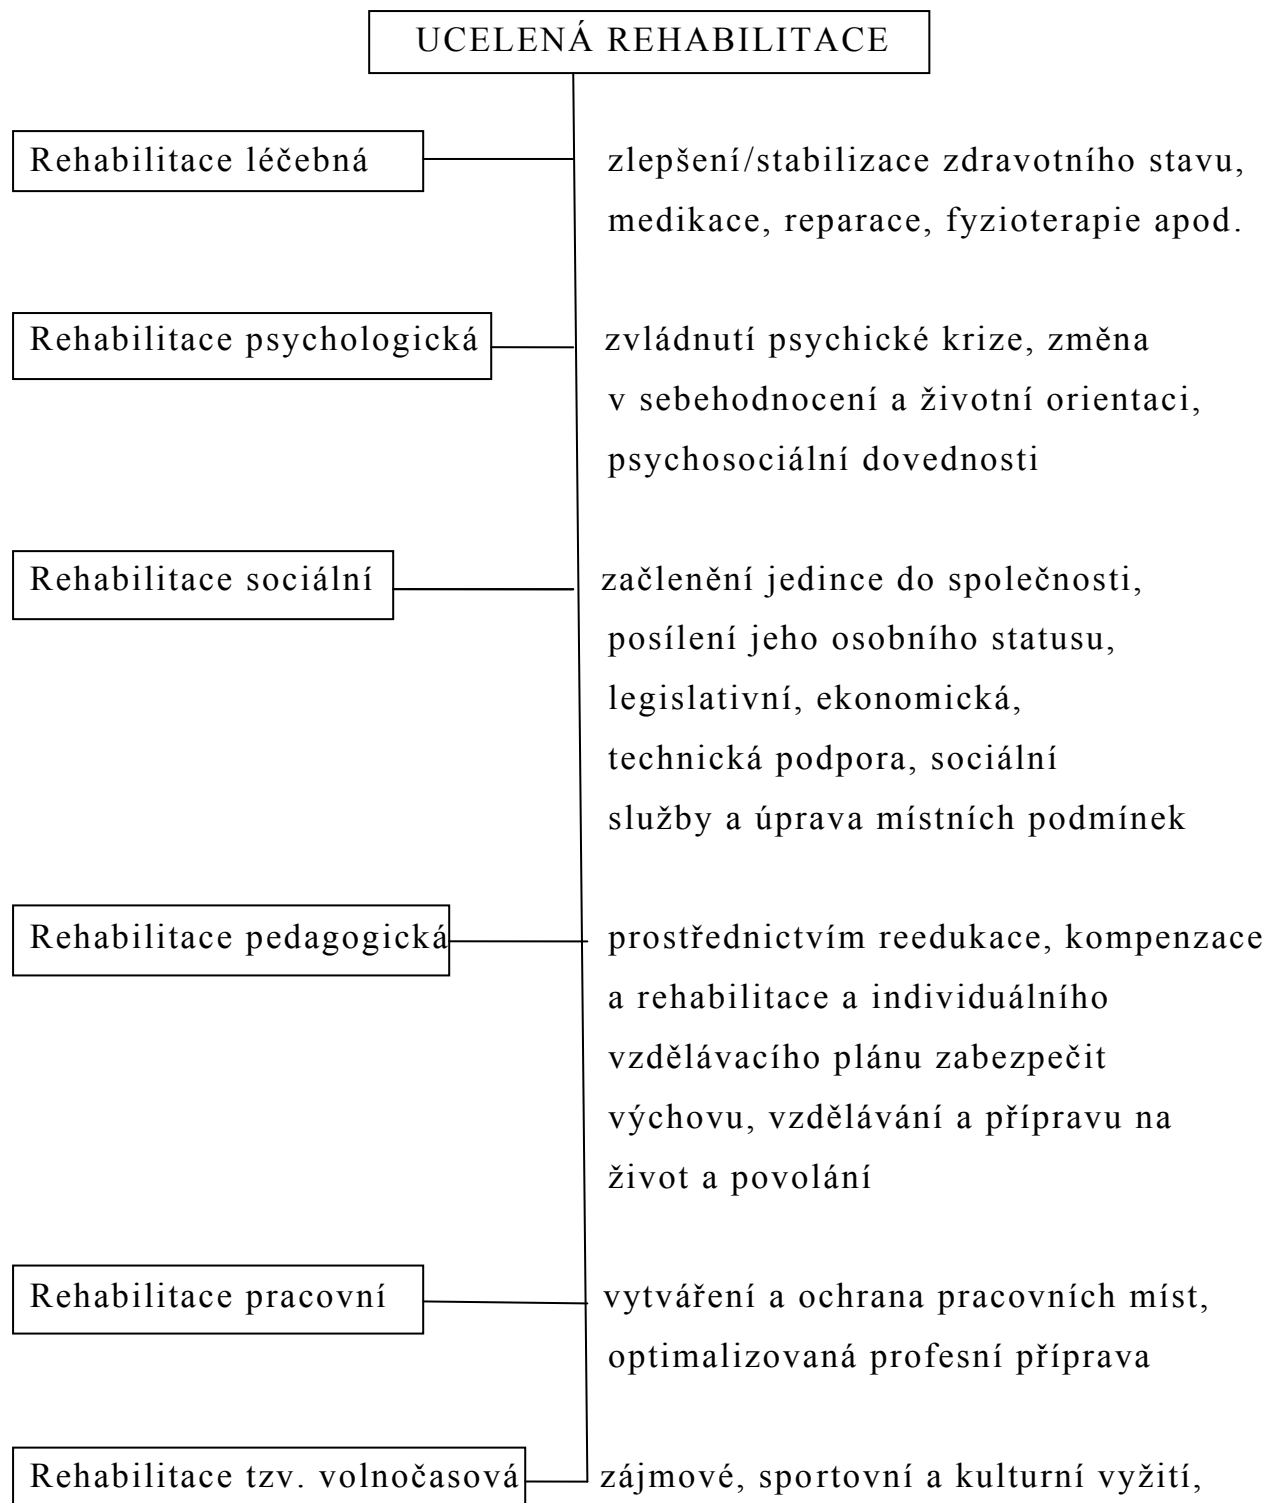 UCELENÁ REHABILITACE
Rehabilitace léčebná
zlepšení/stabilizace zdravotního stavu,
medikace, reparace, fyzioterapie apod.
Rehabilitace psychologická
zvládnutí psychické krize, změna
v sebehodnocení a životní orientaci,
psychosociální dovednosti
Rehabilitace sociální
začlenění jedince do společnosti,
posílení jeho osobního statusu,
legislativní, ekonomická,
technická podpora, sociální
služby a úprava místních podmínek
Rehabilitace pedagogická
prostřednictvím reedukace, kompenzace
a rehabilitace a individuálního
vzdělávacího plánu zabezpečit
výchovu, vzdělávání a přípravu na
život a povolání
Rehabilitace pracovní
vytváření a ochrana pracovních míst,
optimalizovaná profesní příprava
Rehabilitace tzv. volnočasová
zájmové, sportovní a kulturní vyžití,